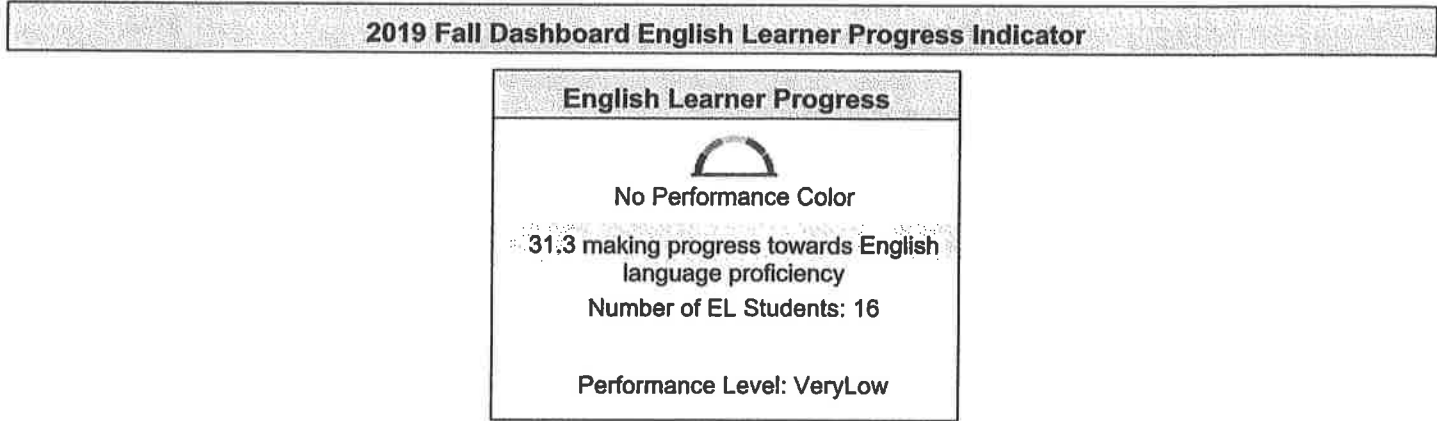 2019 Fall Dashboard English Learner Progress Indicator
English Learner Progress
No Performance Color
31.3 making progress towards English
language proficiency
Number of EL Students: 16
Performance Level: VeryLow